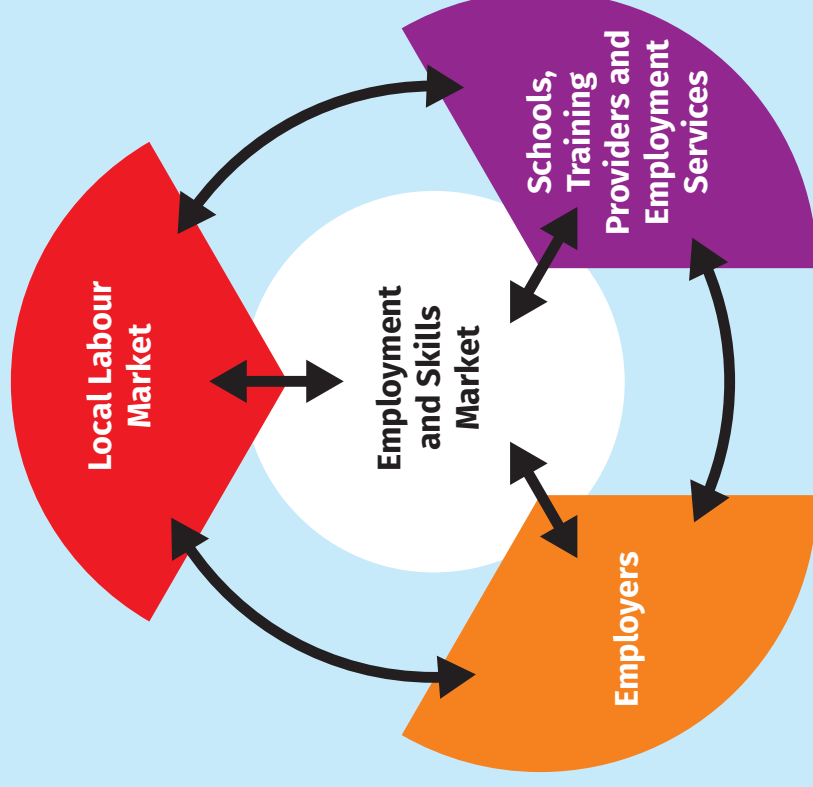 Local Labour
Market
Employment
and Skills
Market
Schools,
Training
Providers and
Employment
Services
Employers